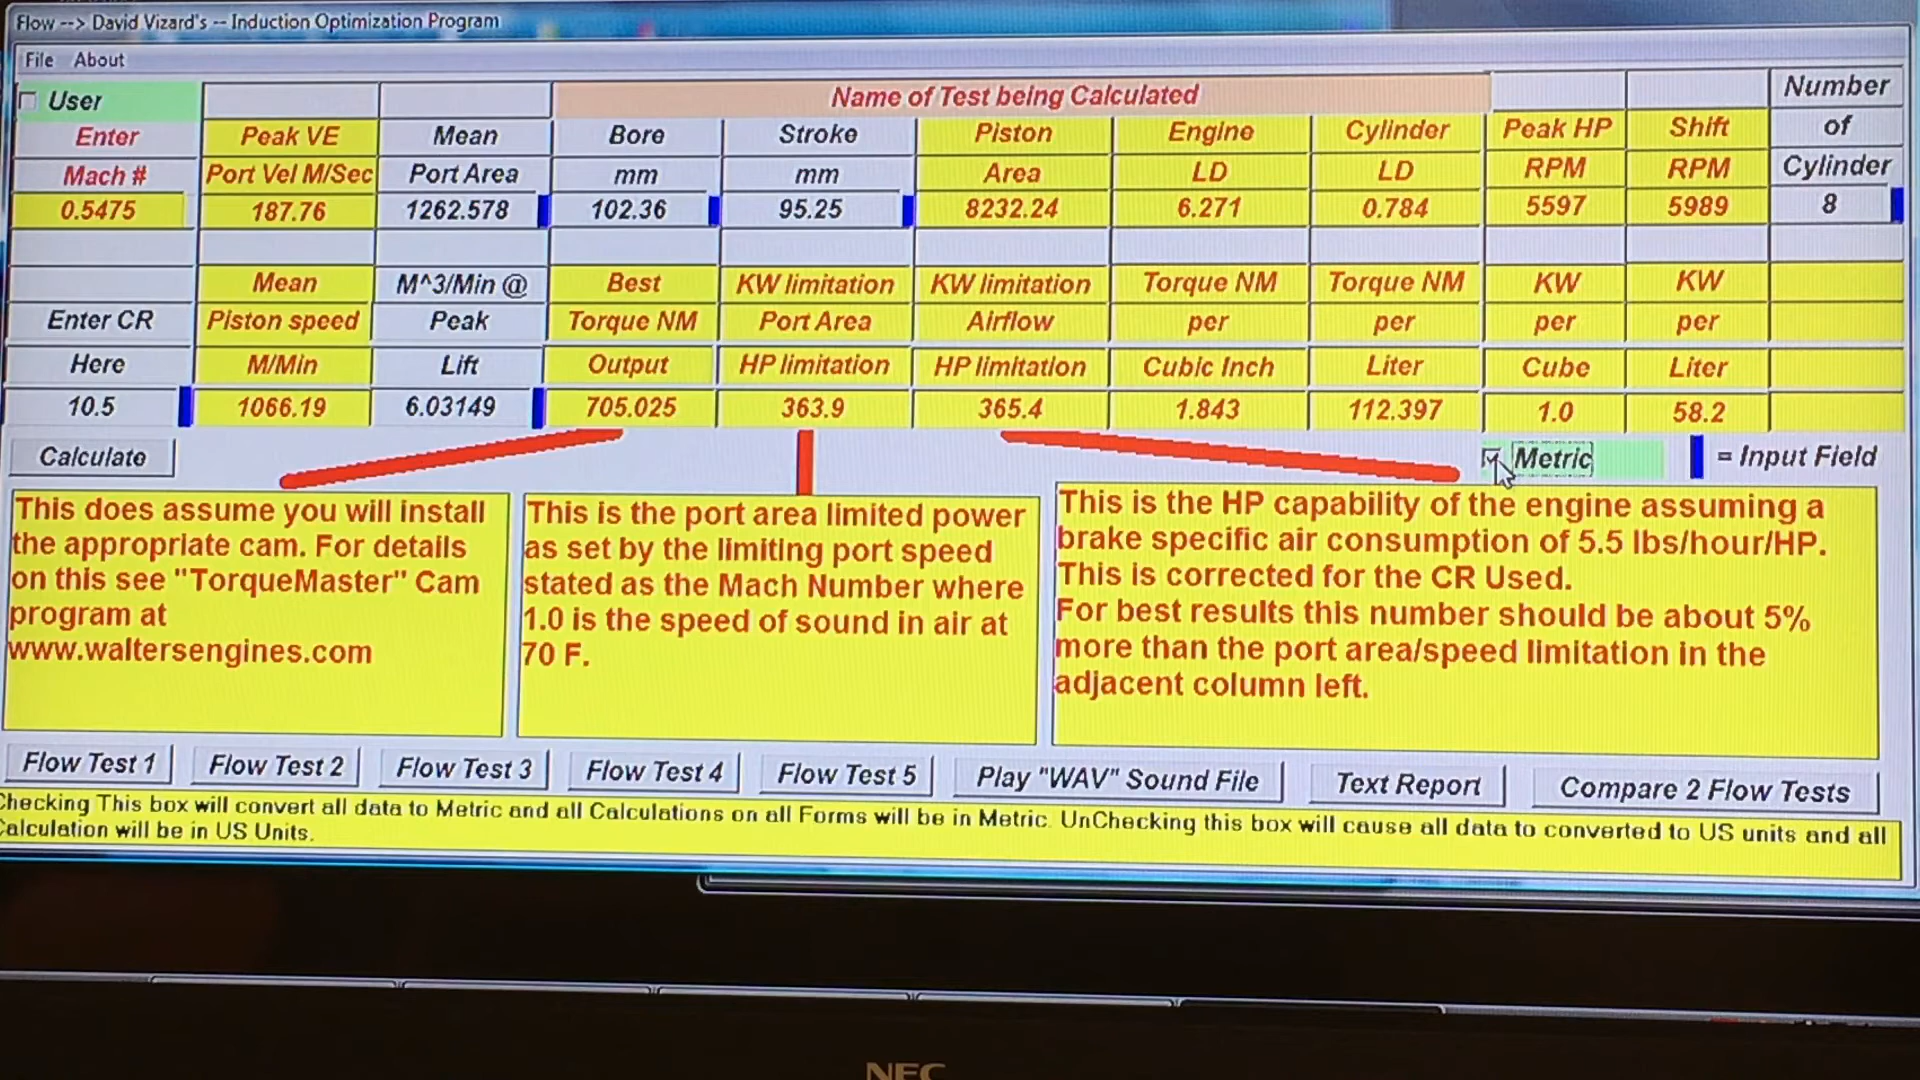 Flow --> David Vizard's -- Induction Optimization Program
File About
User
Name of Test being Calculated
Number
Enter Peak VE Mean Bore Stroke Piston Engine Cylinder Peak HP Shift of
Mach # Port Vel M/Sec Port Area mm mm Area LD LD RPM RPM Cylinder
0.5475 187.76 1262.578 102.36 95.25 8232.24 6.271 0.784 5597 5989 8
Mean M^3/Min @ Best KW limitation KW limitation Torque NM Torque NM KW KW
Enter CR Piston speed Peak Torque NM Port Area Airflow per per per per
Here M/Min Lift Output HP limitation HP limitation Cubic Inch Liter Cube Liter
10.5 1066.19 6.03149 705.025 363.9 365.4 1.843 112.397 1.0 58.2
Calculate
Metric
= Input Field
This does assume you will install
the appropriate cam. For details
on this see "TorqueMaster" Cam
program at
www.waltersengines.com
This is the port area limited power
as set by the limiting port speed
stated as the Mach Number where
1.0 is the speed of sound in air at
70 F.
This is the HP capability of the engine assuming a
brake specific air consumption of 5.5 lbs/hour/HP.
This is corrected for the CR Used.
For best results this number should be about 5%
more than the port area/speed limitation in the
adjacent column left.
Flow Test 1 Flow Test 2 Flow Test 3 Flow Test 4 Flow Test 5 Play "WAV" Sound File Text Report Compare 2 Flow Tests
Checking This box will convert all data to Metric and all Calculations on all Forms will be in Metric. UnChecking this box will cause all data to converted to US units and all
Calculation will be in US Units.
NEC